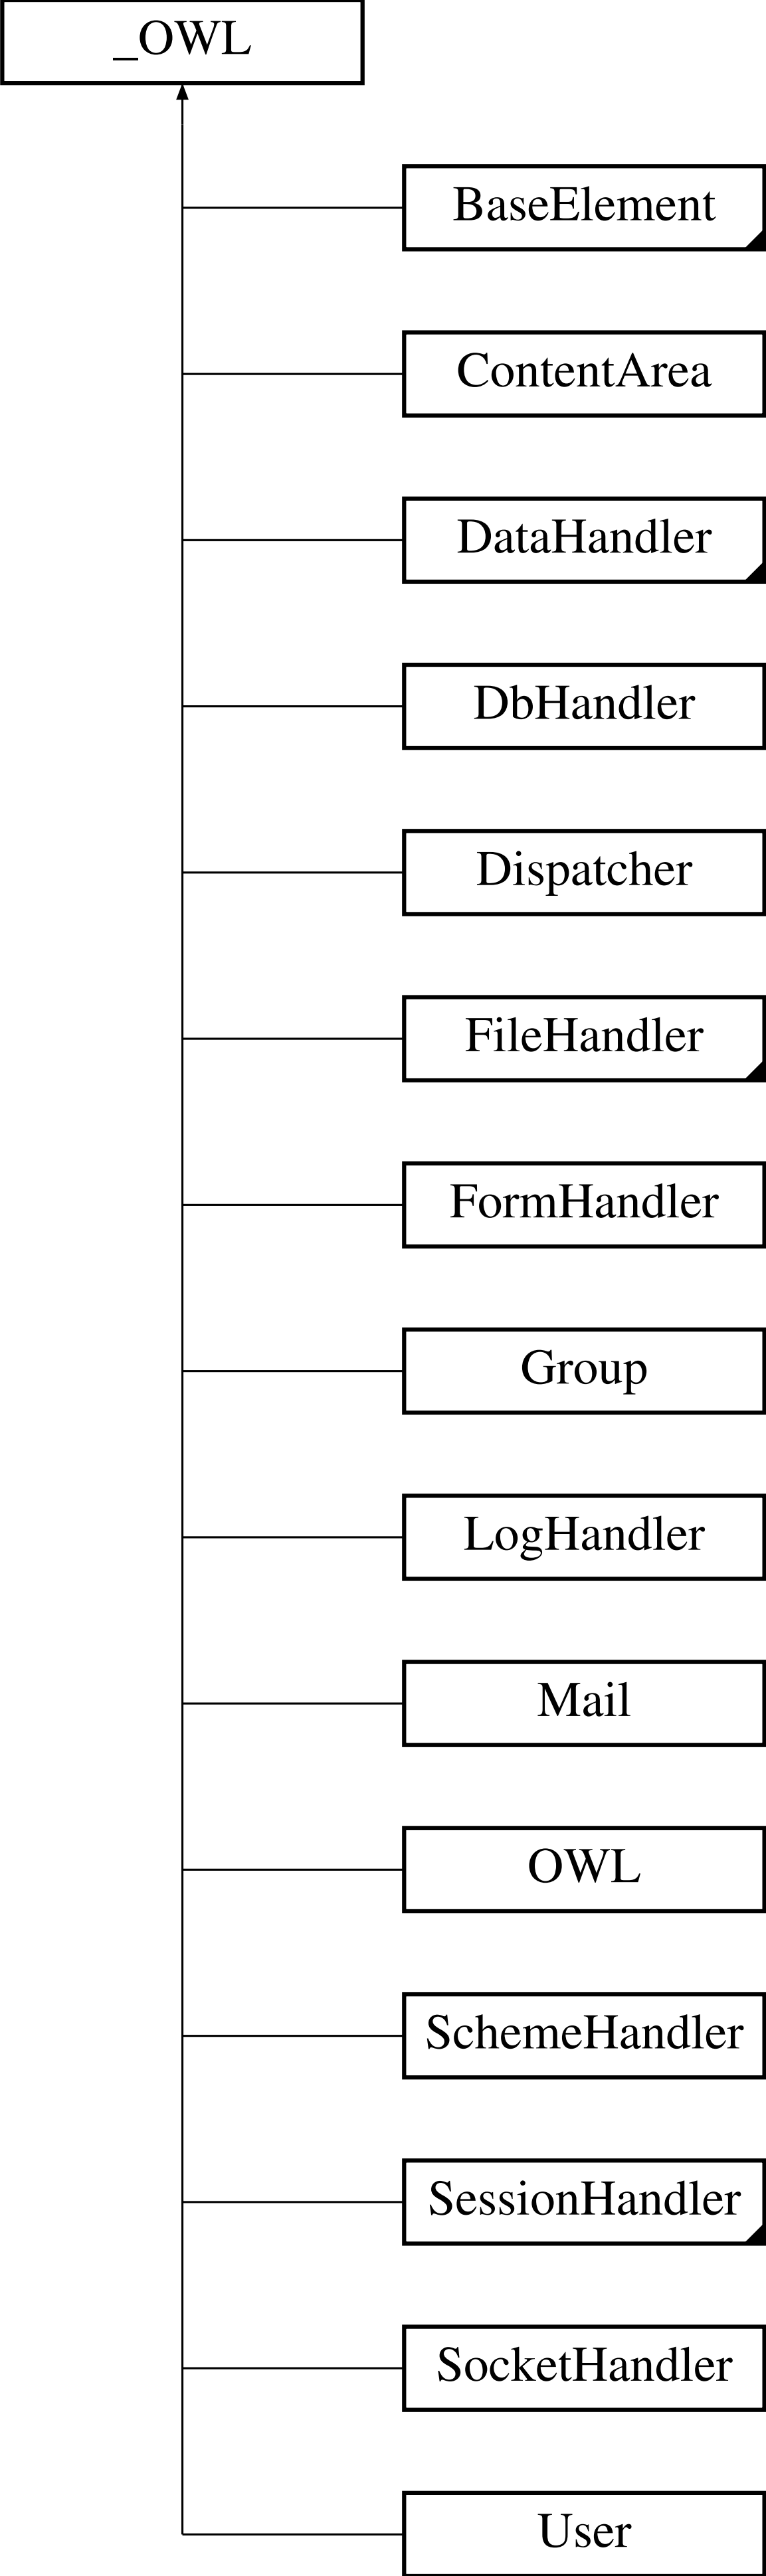 _OWL
BaseElement
ContentArea
DataHandler
DbHandler
Dispatcher
FileHandler
FormHandler
Group
LogHandler
Mail
OWL
SchemeHandler
SessionHandler
SocketHandler
User